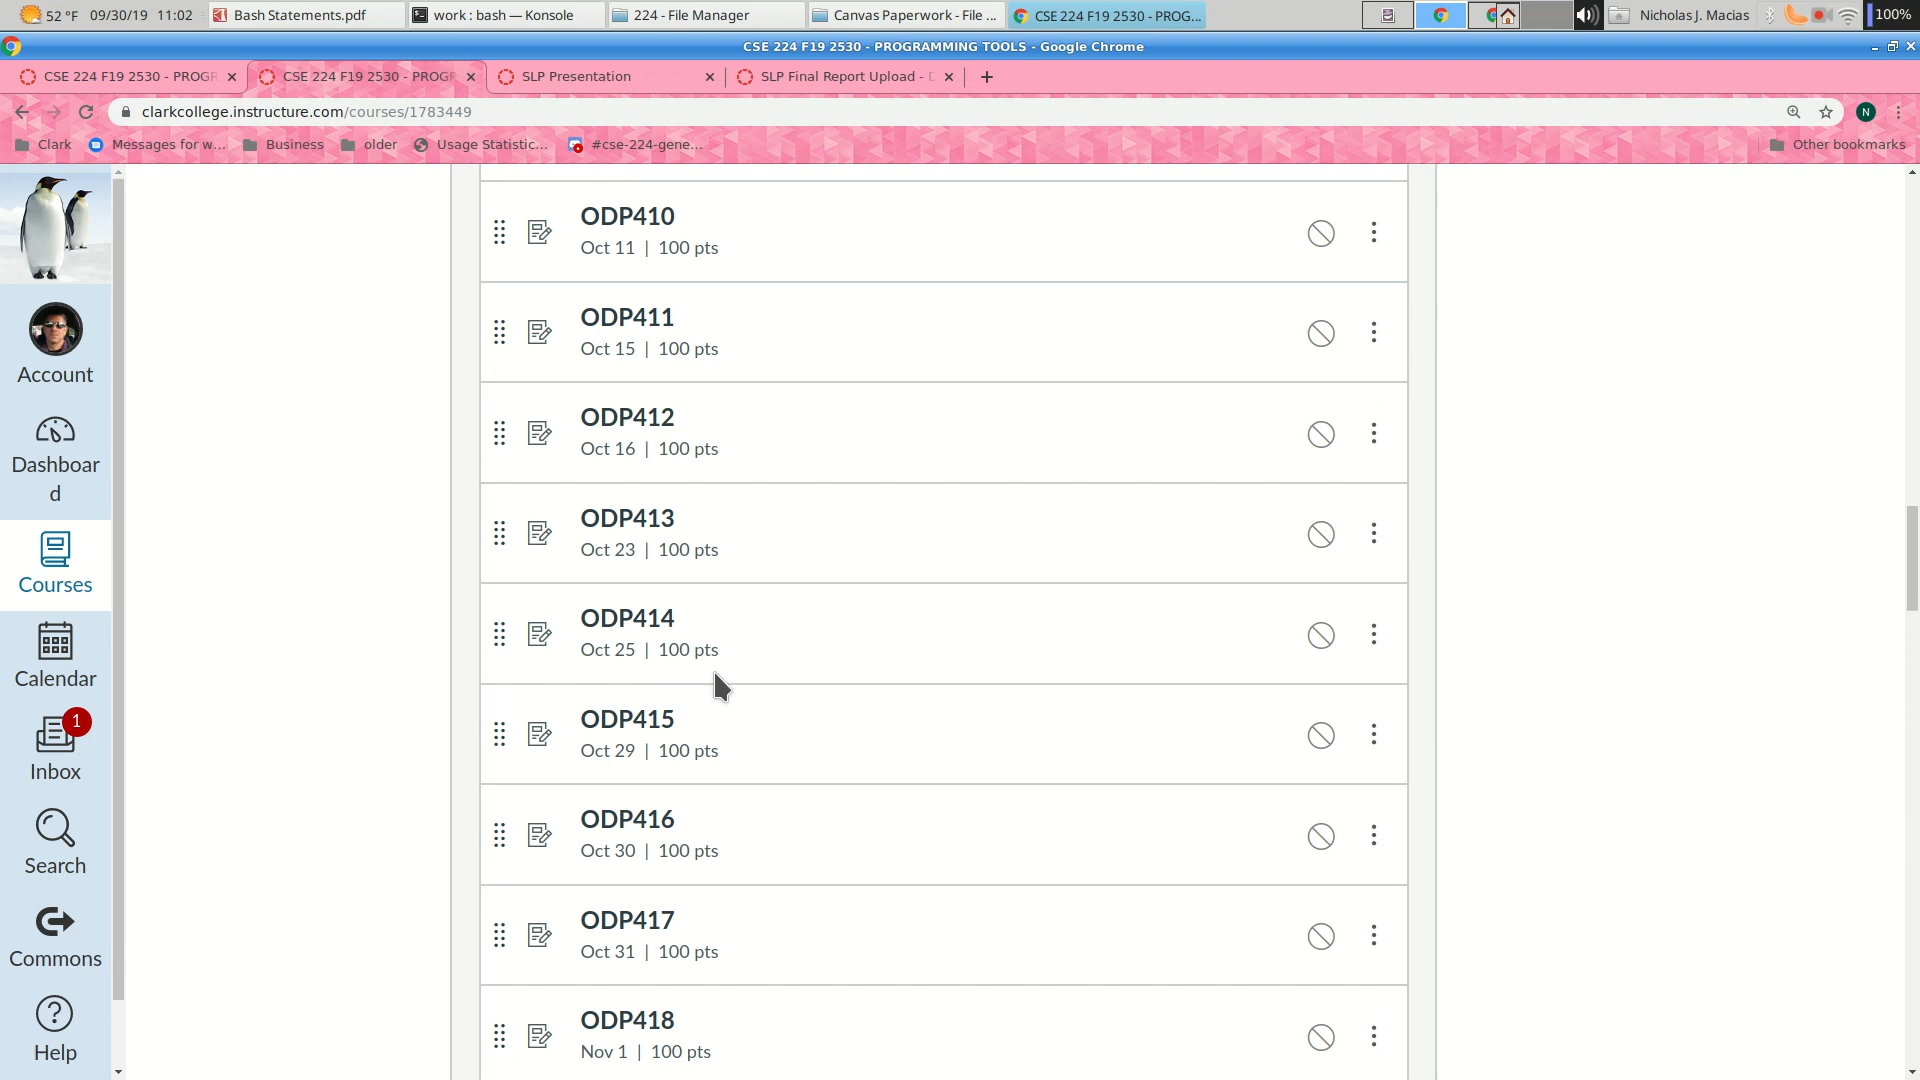 52 °F 09/30/19 11:02 Bash Statements.pdf work : bash — Konsole 224 - File Manager Canvas Paperwork - File ... CSE 224 F19 2530 - PROG... Nicholas J. Macias 100%
CSE 224 F19 2530 - PROGRAMMING TOOLS - Google Chrome
CSE 224 F19 2530 - PROGR CSE 224 F19 2530 - PROGR SLP Presentation SLP Final Report Upload -
clarkcollege.instructure.com/courses/1783449 N
Clark Messages for w... Business older Usage Statistic... #cse-224-gene... Other bookmarks
Account
Dashboar
d
Courses
Calendar
1
Inbox
Search
Commons
Help
ODP410
Oct 11 | 100 pts
ODP411
Oct 15 | 100 pts
ODP412
Oct 16 | 100 pts
ODP413
Oct 23 | 100 pts
ODP414
Oct 25 | 100 pts
ODP415
Oct 29 | 100 pts
ODP416
Oct 30 | 100 pts
ODP417
Oct 31 | 100 pts
ODP418
Nov 1 | 100 pts